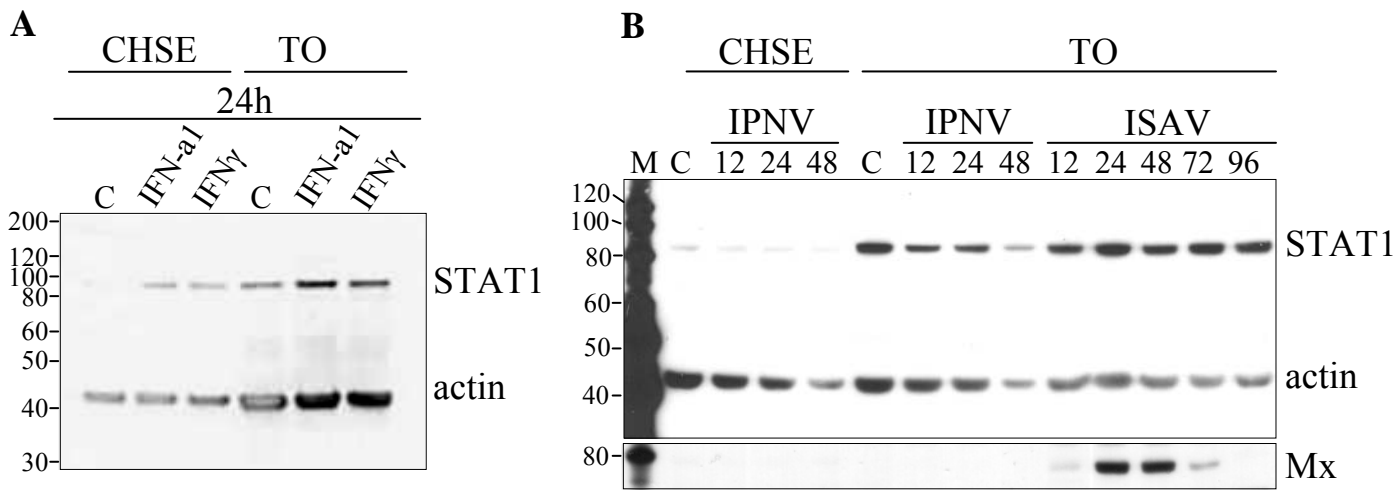 A
CHSE TO
24h
C IFN-a1 IFNγ C IFN-a1 IFNγ
200
120
100
80
60
50
40
30
STAT1
actin
B
CHSE TO
IPNV IPNV ISAV
M C 12 24 48 C 12 24 48 12 24 48 72 96
120
100
80
60
50
40
STAT1
actin
80
Mx